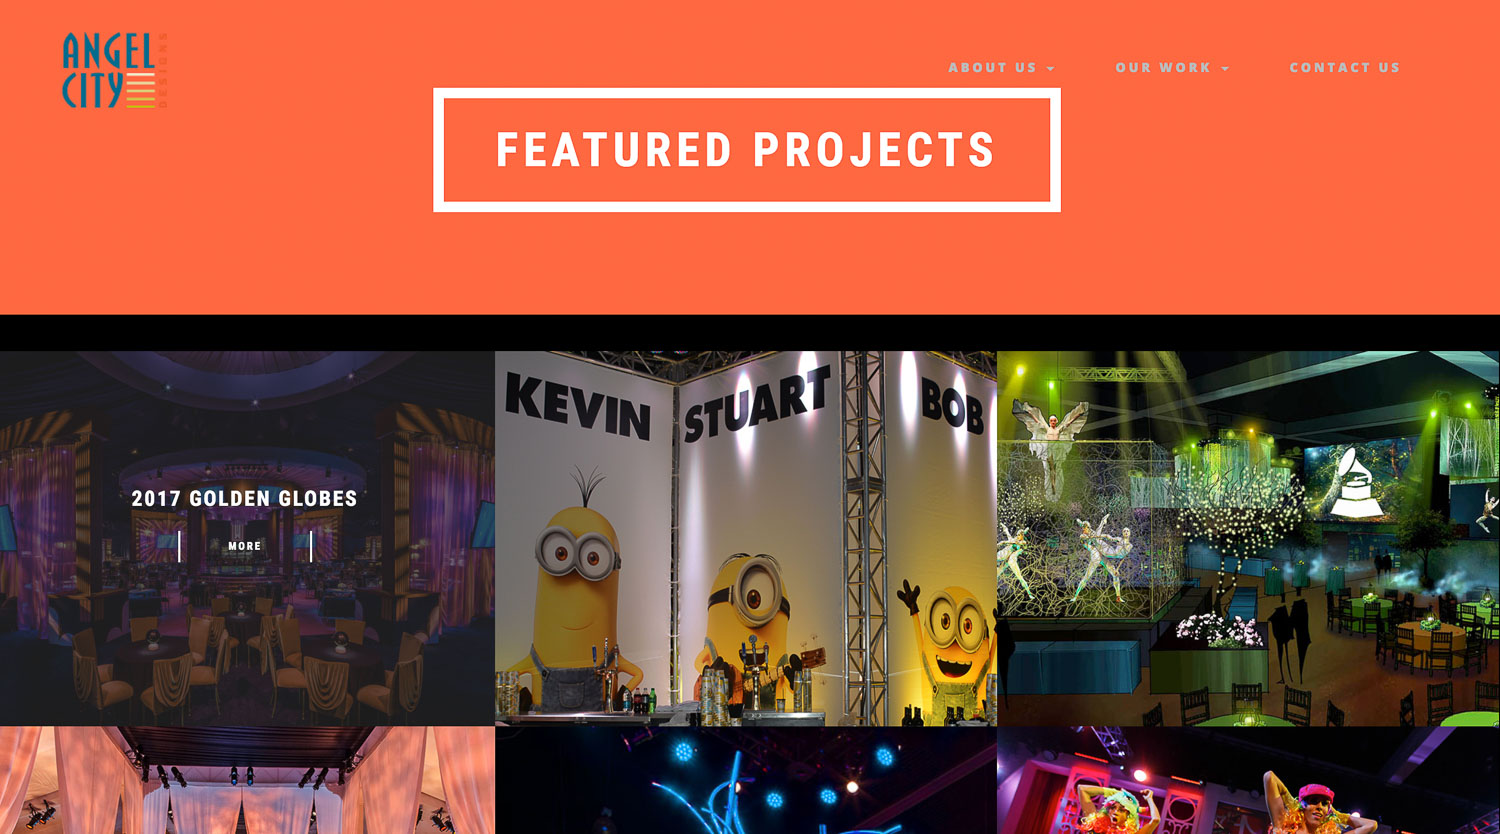 ANGEL
CITY
DESIGNS
ABOUT US
OUR WORK
CONTACT US
FEATURED PROJECTS
2017 GOLDEN GLOBES
MORE
KEVIN
STUART
BOB